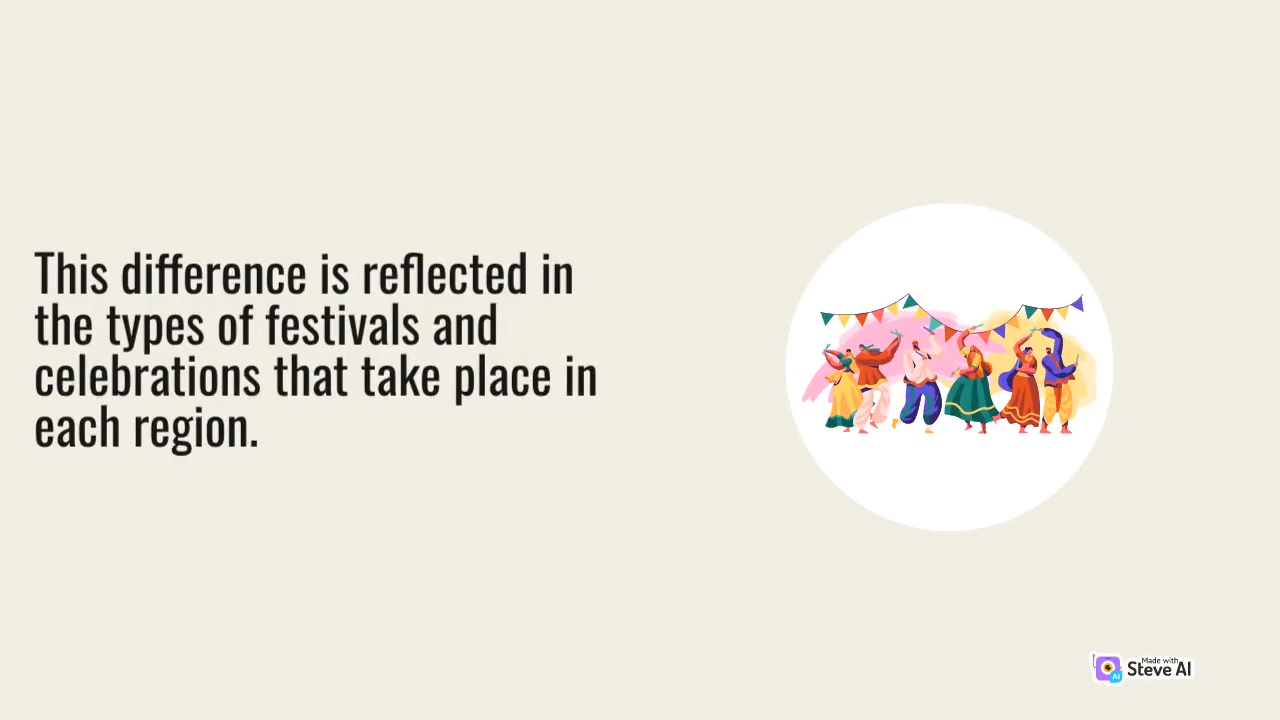 This difference is reflected in
the types of festivals and
celebrations that take place in
each region.
Made with
Steve AI
AI